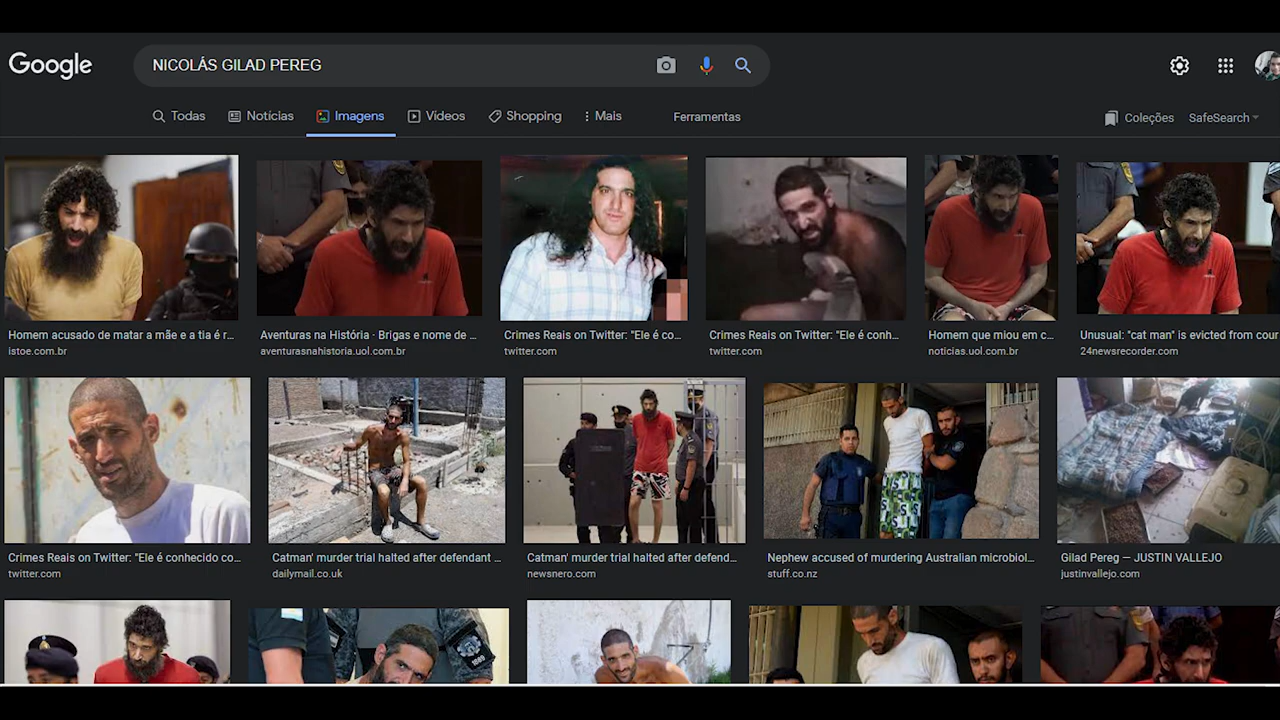 Google
NICOLÁS GILAD PEREG
Todas
Notícias
Imagens
Vídeos
Shopping
Mais
Ferramentas
Coleções
SafeSearch
Homem acusado de matar a mãe e a tia é r...
Aventuras na História · Brigas e nome de ...
Crimes Reais on Twitter: "Ele é co...
Crimes Reais on Twitter: "Ele é conh...
Homem que miou em c...
Unusual: "cat man" is evicted from cour
istoe.com.br
aventurasnahistoria.uol.com.br
twitter.com
twitter.com
noticias.uol.com.br
24newsrecorder.com
Crimes Reais on Twitter: "Ele é conhecido co...
Catman' murder trial halted after defendant ...
Catman' murder trial halted after defend...
Nephew accused of murdering Australian microbiol...
Gilad Pereg — JUSTIN VALLEJO
twitter.com
dailymail.co.uk
newsnero.com
stuff.co.nz
justinvallejo.com